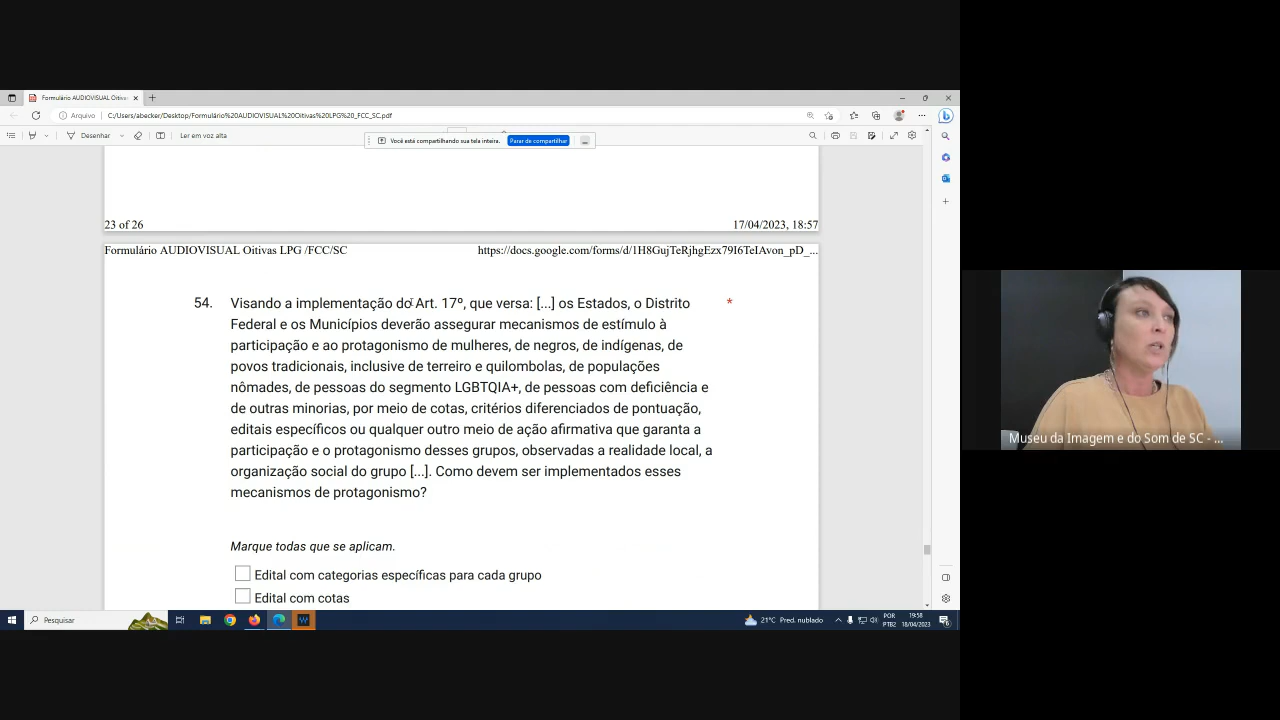 Formulário AUDIOVISUAL Oitivas
Arquivo
C:/Users/abecker/Desktop/Formulário%20AUDIOVISUAL%20Oitivas%20LPG%20_FCC_SC.pdf
Desenhar
Ler em voz alta
Você está compartilhando sua tela inteira.
Parar de compartilhar
23 of 26
17/04/2023, 18:57
Formulário AUDIOVISUAL Oitivas LPG /FCC/SC
https://docs.google.com/forms/d/1H8GujTeRjhgEzx79I6TeIAvon_pD_...
54. Visando a implementação do Art. 17º, que versa: [...] os Estados, o Distrito *
Federal e os Municípios deverão assegurar mecanismos de estímulo à
participação e ao protagonismo de mulheres, de negros, de indígenas, de
povos tradicionais, inclusive de terreiro e quilombolas, de populações
nômades, de pessoas do segmento LGBTQIA+, de pessoas com deficiência e
de outras minorias, por meio de cotas, critérios diferenciados de pontuação,
editais específicos ou qualquer outro meio de ação afirmativa que garanta a
participação e o protagonismo desses grupos, observadas a realidade local, a
organização social do grupo [...]. Como devem ser implementados esses
mecanismos de protagonismo?
Marque todas que se aplicam.
Edital com categorias específicas para cada grupo
Edital com cotas
Museu da Imagem e do Som de SC - ...
Pesquisar
21°C Pred. nublado
POR
PTB2
19:58
18/04/2023